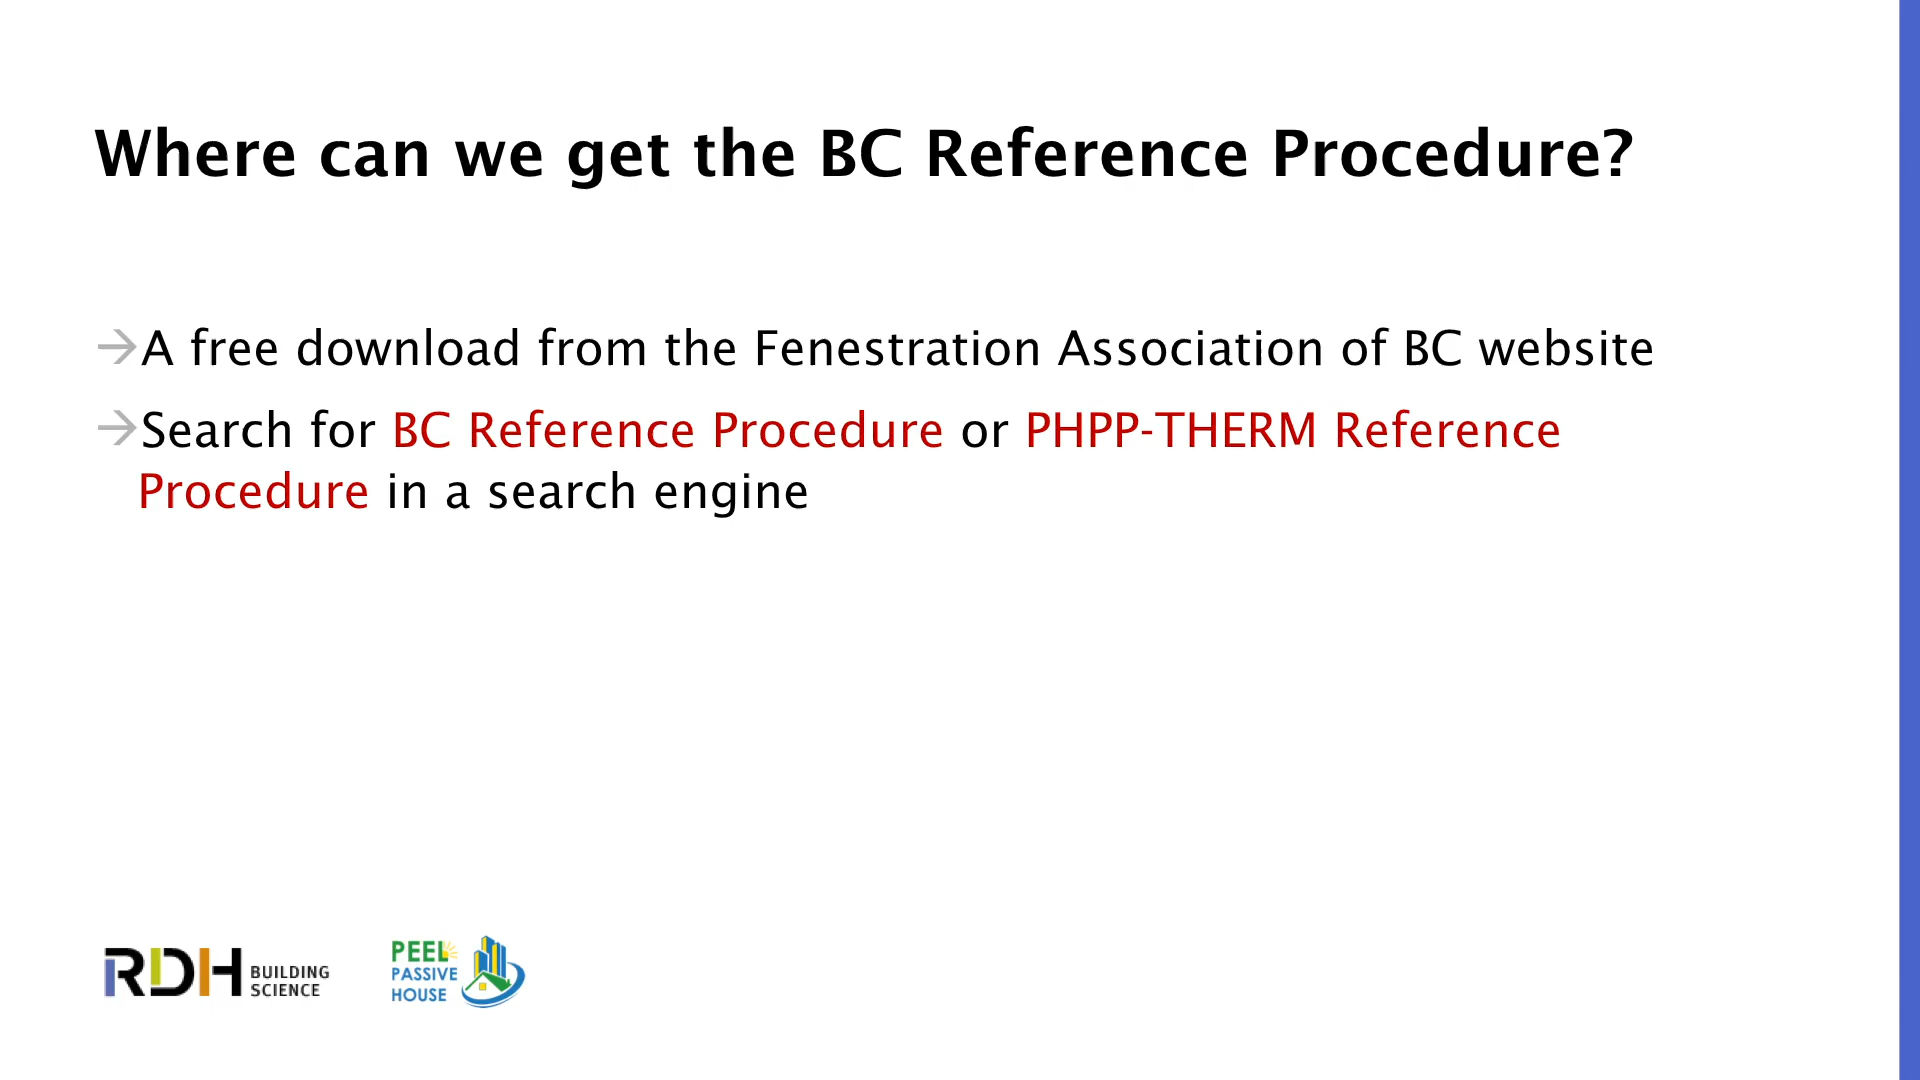 Where can we get the BC Reference Procedure?
→A free download from the Fenestration Association of BC website
→Search for BC Reference Procedure or PHPP-THERM Reference
Procedure in a search engine
RDH BUILDING
SCIENCE
PEEL
PASSIVE
HOUSE